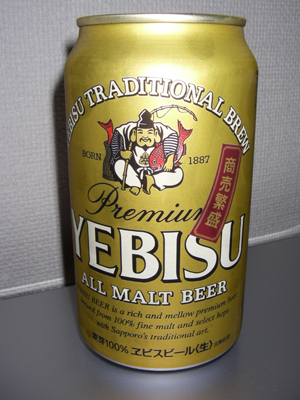 YEBISU TRADITIONAL BREW
BORN 1887
商売繁盛
Premium
YEBISU
ALL MALT BEER
BEER is a rich and mellow premium beer
from 100% fine malt and select hops
with Sapporo's traditional art.
麦芽100% ヱビスビール〈生〉